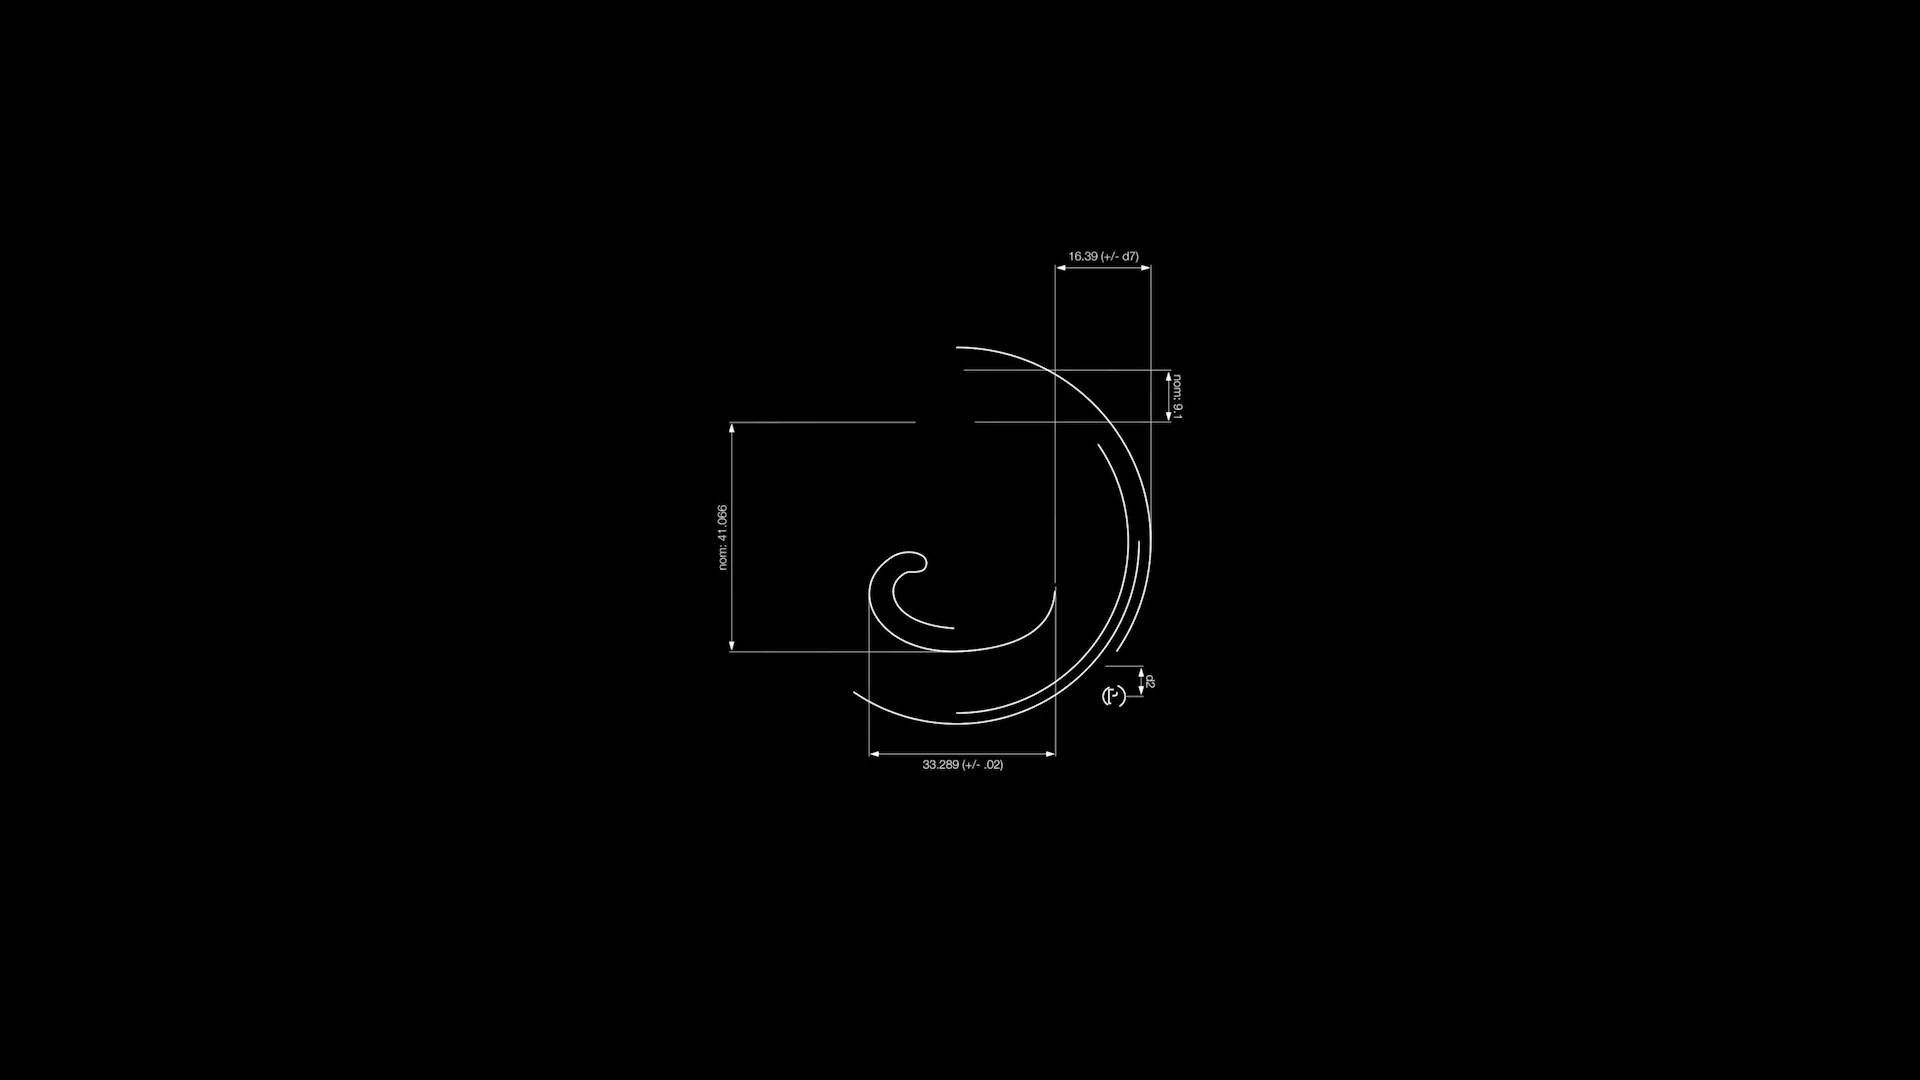 16.39 (+/- d7)
nom: 9.1
nom: 41.066
d2
33.289 (+/- .02)